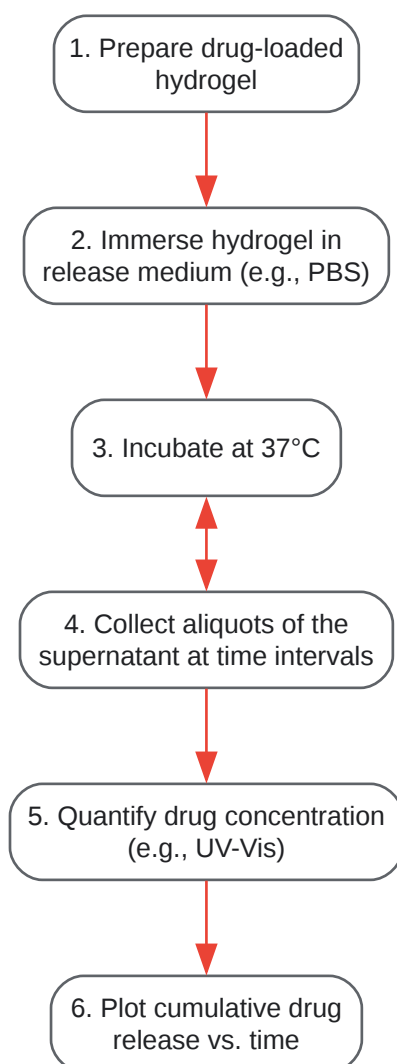 1. Prepare drug-loaded
hydrogel
2. Immerse hydrogel in
release medium (e.g., PBS)
3. Incubate at 37°C
4. Collect aliquots of the
supernatant at time intervals
5. Quantify drug concentration
(e.g., UV-Vis)
6. Plot cumulative drug
release vs. time